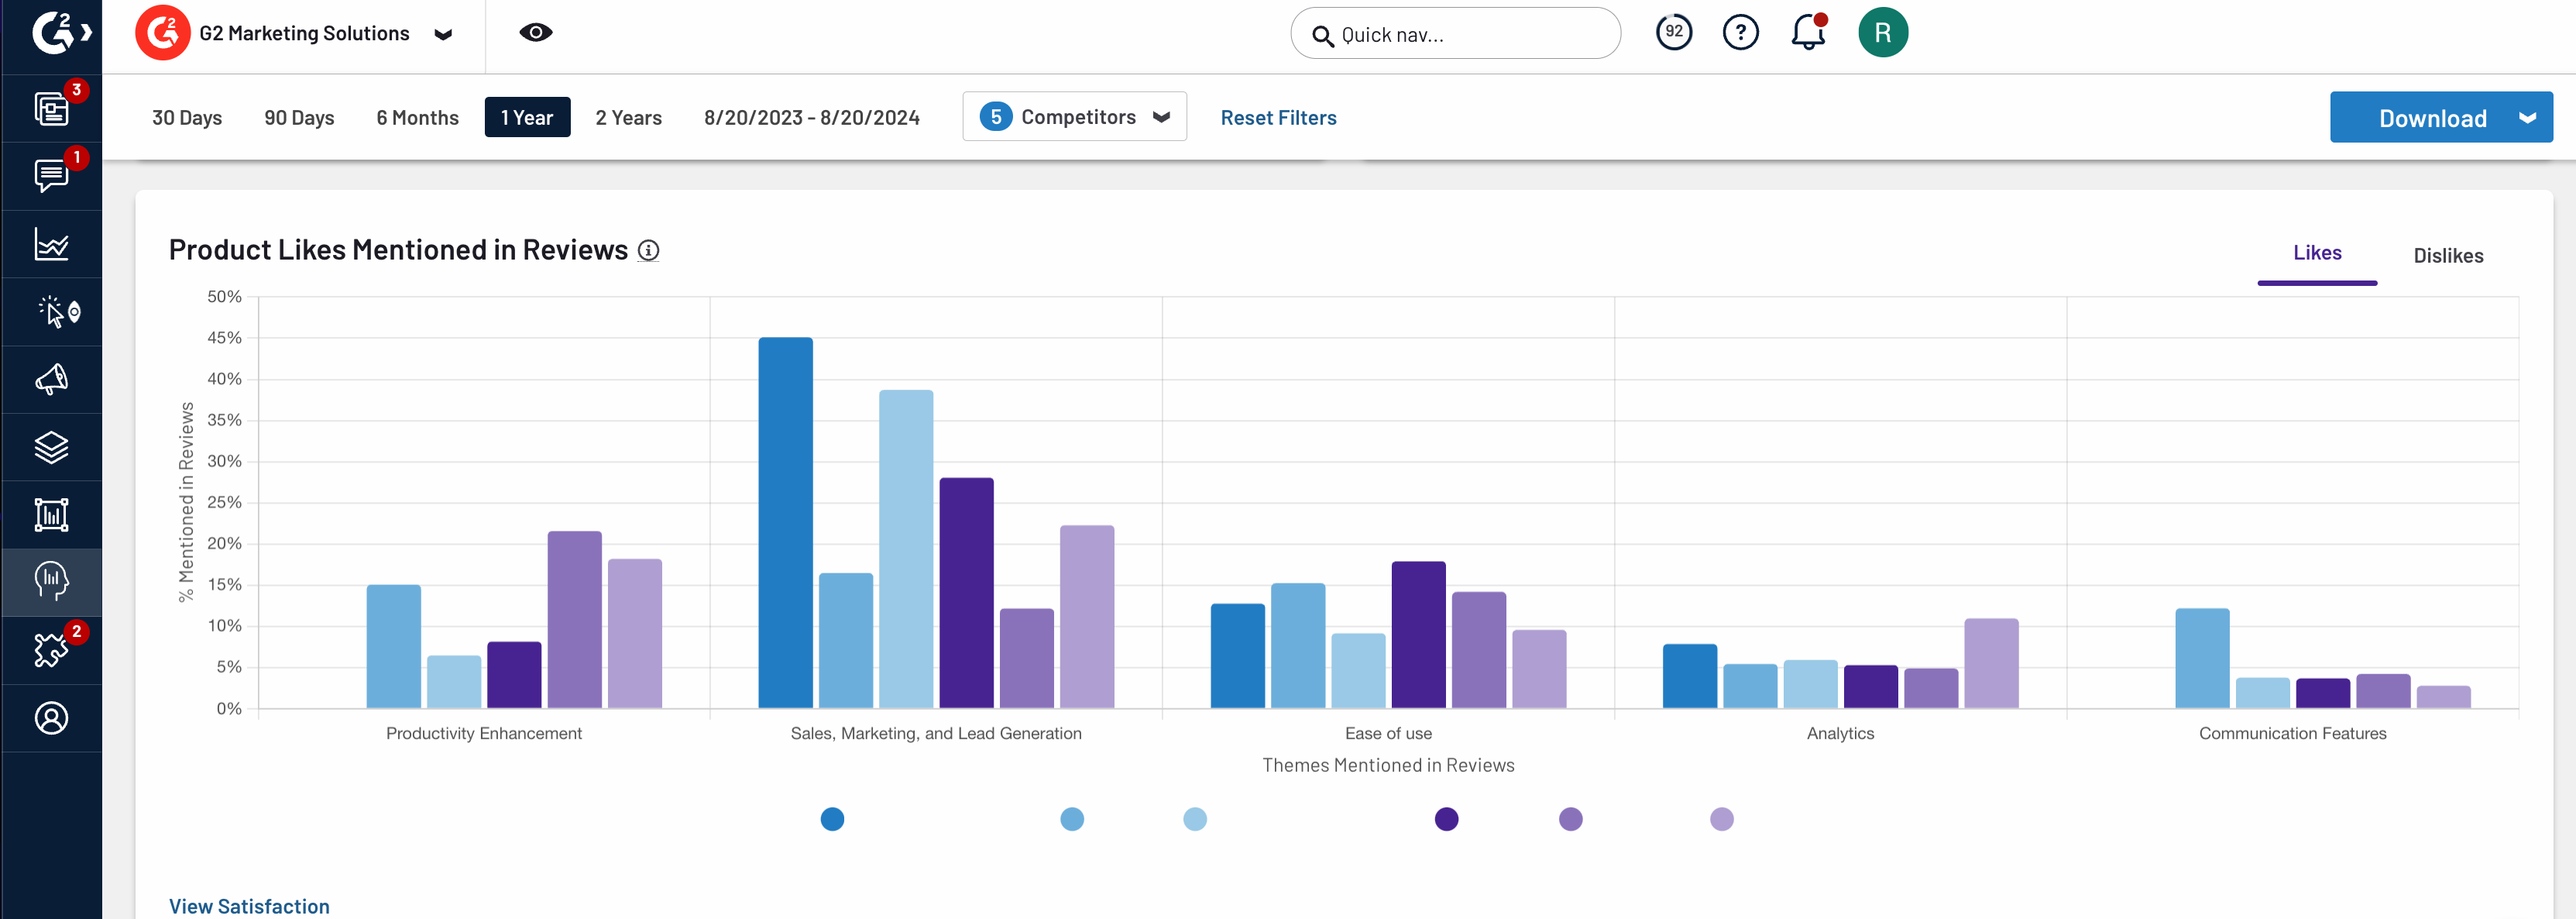 G2 Marketing Solutions
Quick nav...
92
?
R
3
1
2
30 Days
90 Days
6 Months
1 Year
2 Years
8/20/2023 - 8/20/2024
5 Competitors
Reset Filters
Download
Product Likes Mentioned in Reviews
Likes
Dislikes
% Mentioned in Reviews
50%
45%
40%
35%
30%
25%
20%
15%
10%
5%
0%
Productivity Enhancement
Sales, Marketing, and Lead Generation
Ease of use
Analytics
Communication Features
Themes Mentioned in Reviews
View Satisfaction